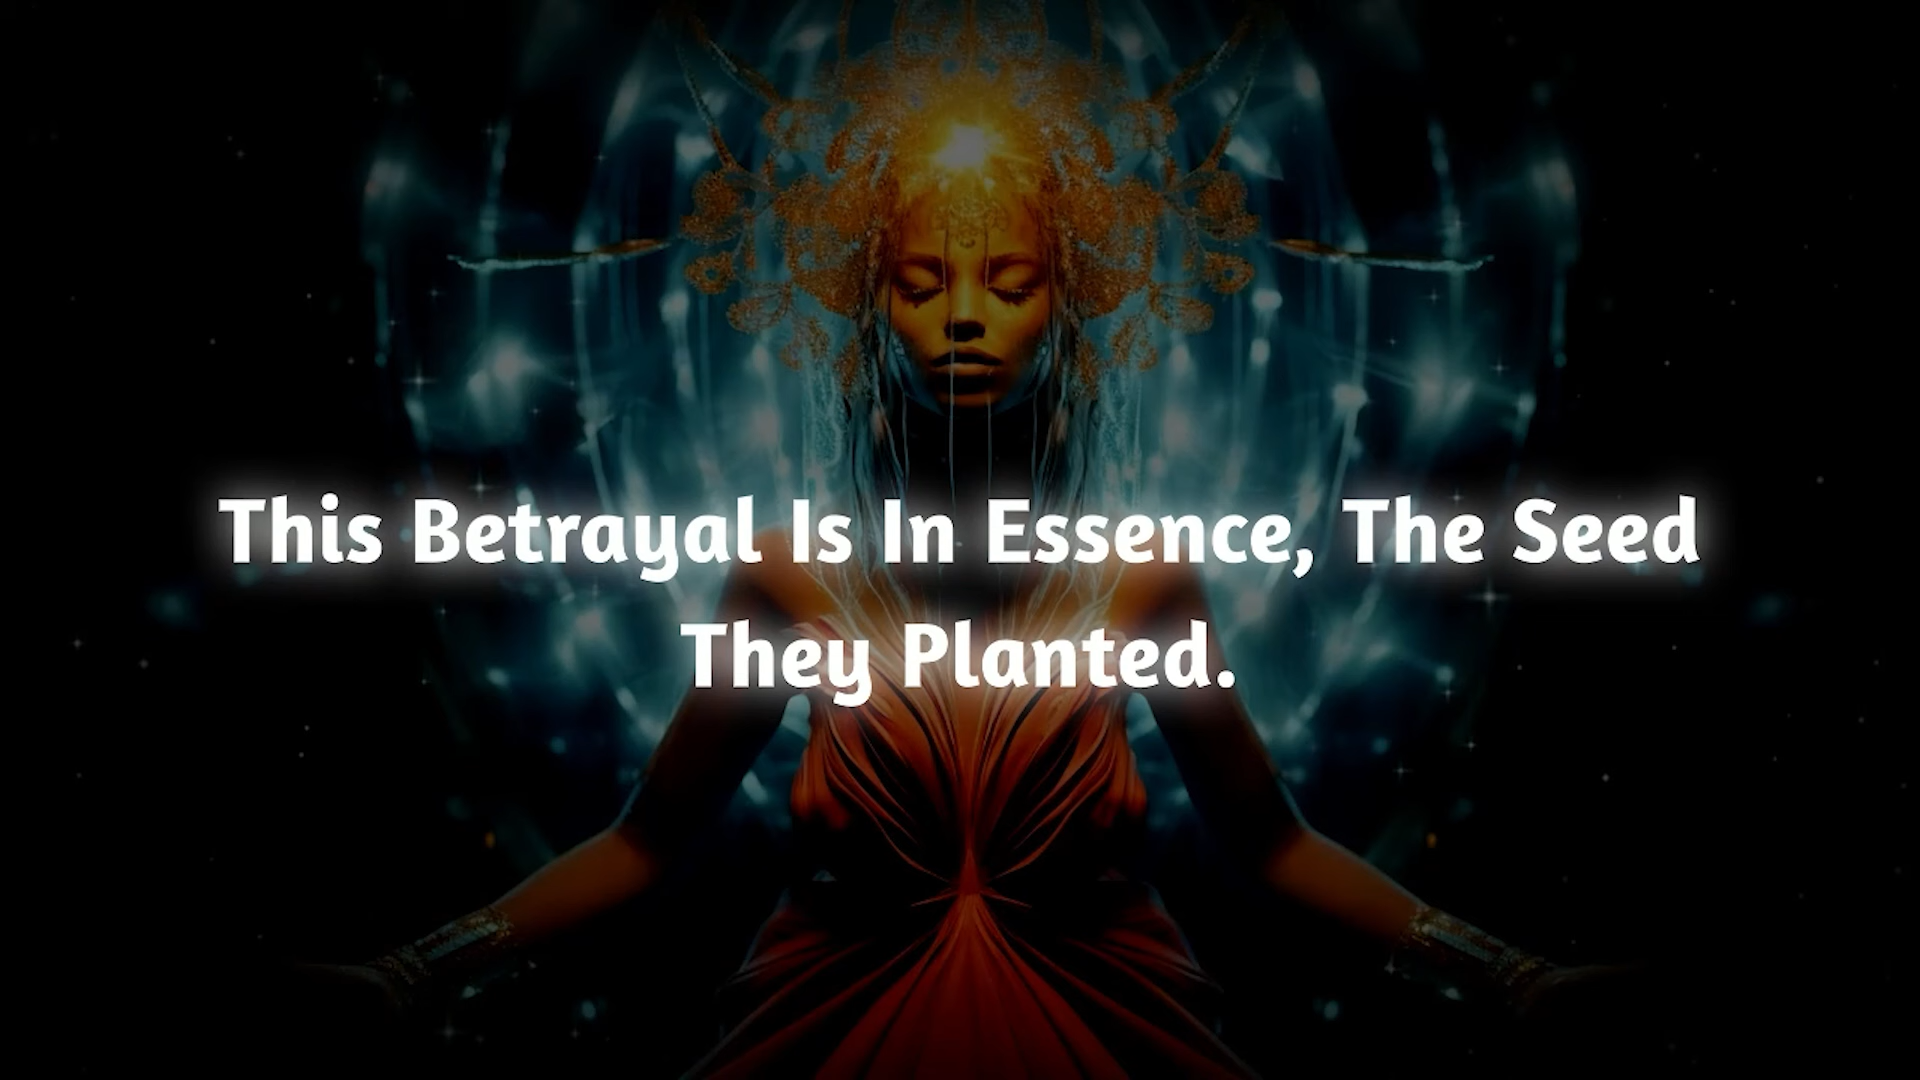 This Betrayal Is In Essence, The Seed
They Planted.